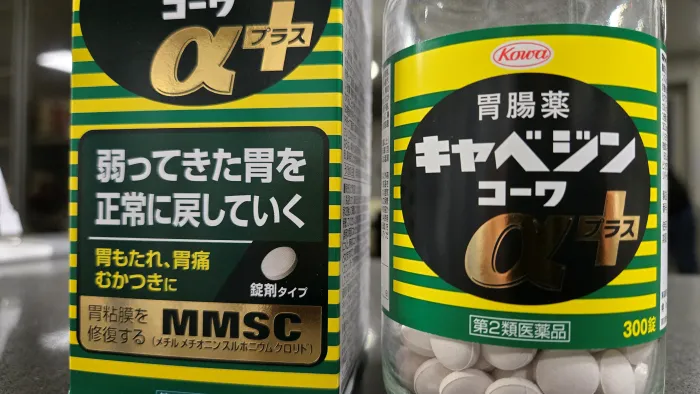 コーワ
α+プラス
弱ってきた胃を
正常に戻していく
胃もたれ、胃痛
むかつきに
錠剤タイプ
胃粘膜を
修復する
MMSC
(メチルメチオニンスルホニウムクロリド)
Kowa
胃腸薬
キャベジン
コーワ
α+プラス
第2類医薬品
300錠